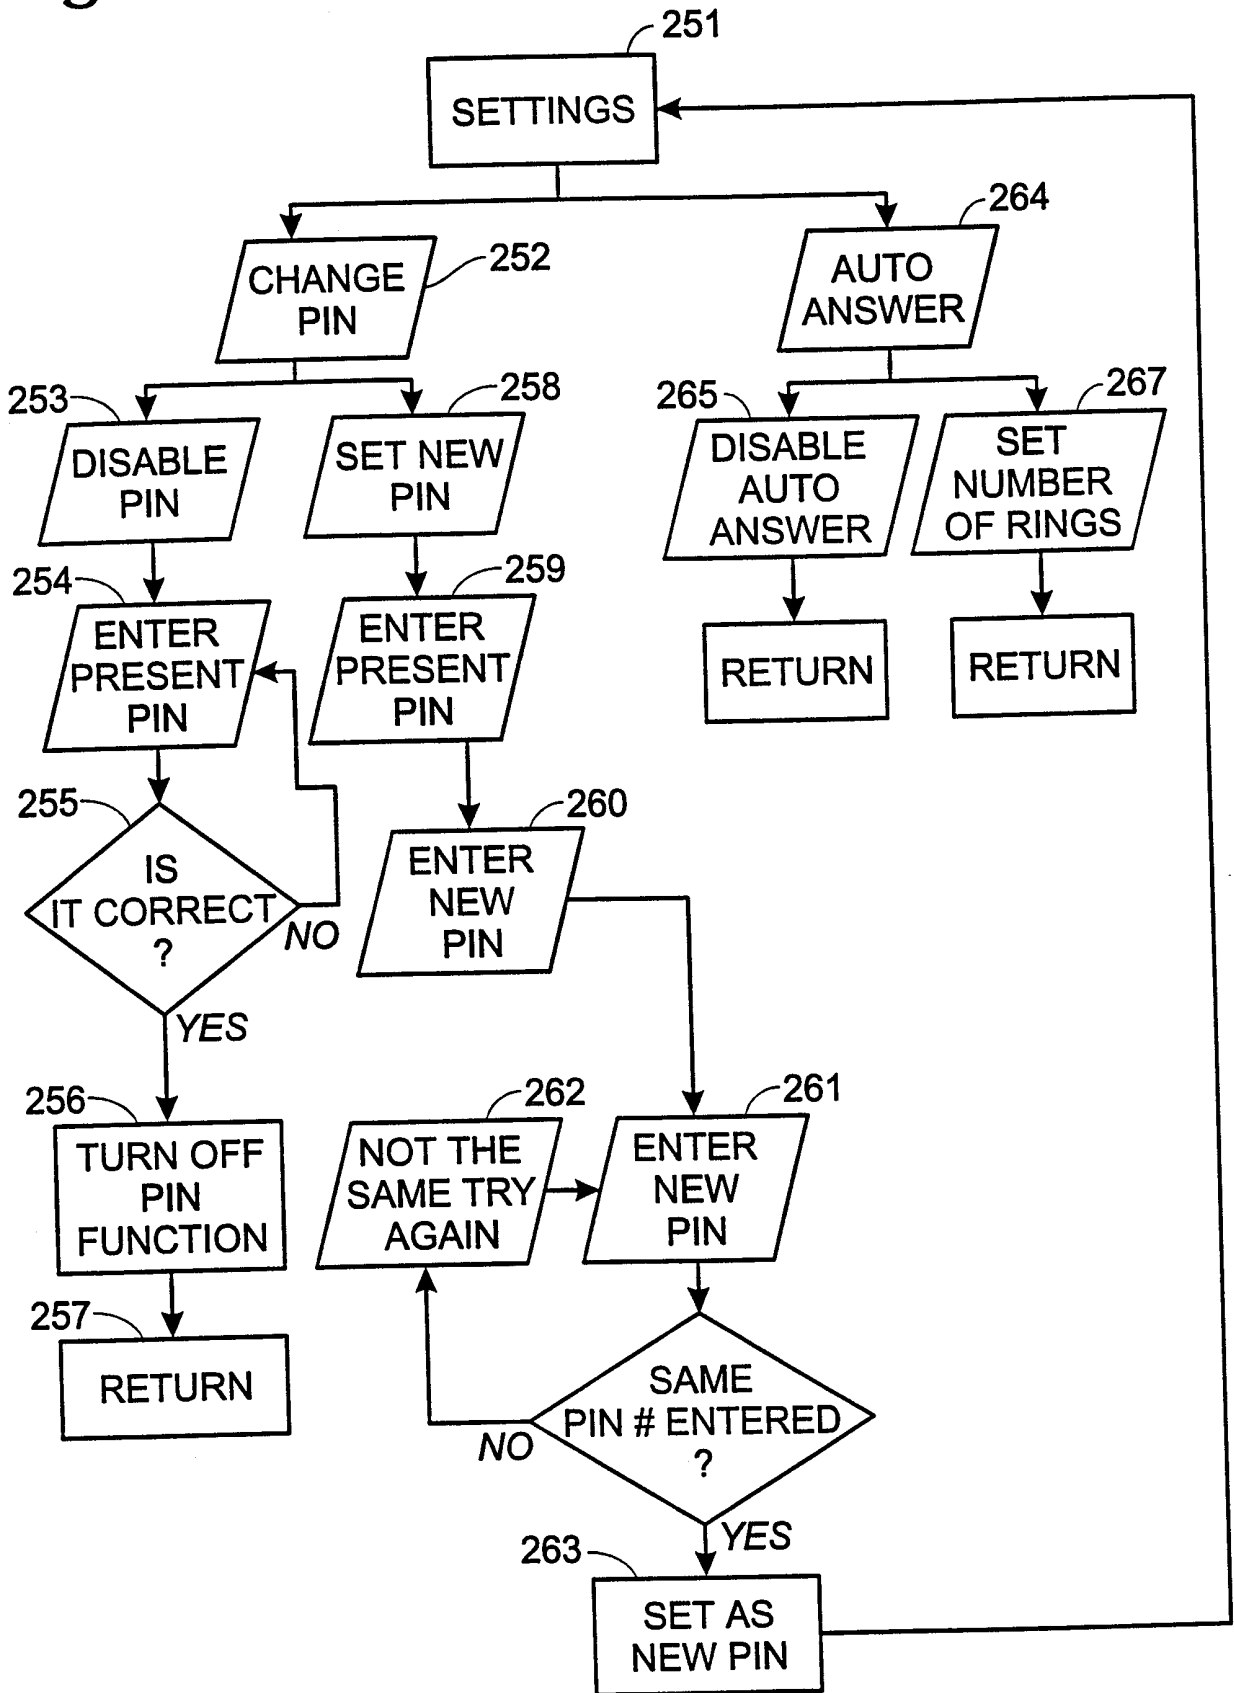 251
SETTINGS
264
252
CHANGE
PIN
AUTO
ANSWER
253
258
265
267
DISABLE
PIN
SET NEW
PIN
DISABLE
AUTO
ANSWER
SET
NUMBER
OF RINGS
254
259
ENTER
PRESENT
PIN
ENTER
PRESENT
PIN
RETURN
RETURN
255
260
IS
IT CORRECT
?
NO
ENTER
NEW
PIN
YES
256
262
261
TURN OFF
PIN
FUNCTION
NOT THE
SAME TRY
AGAIN
ENTER
NEW
PIN
257
RETURN
SAME
PIN # ENTERED
?
NO
YES
263
SET AS
NEW PIN